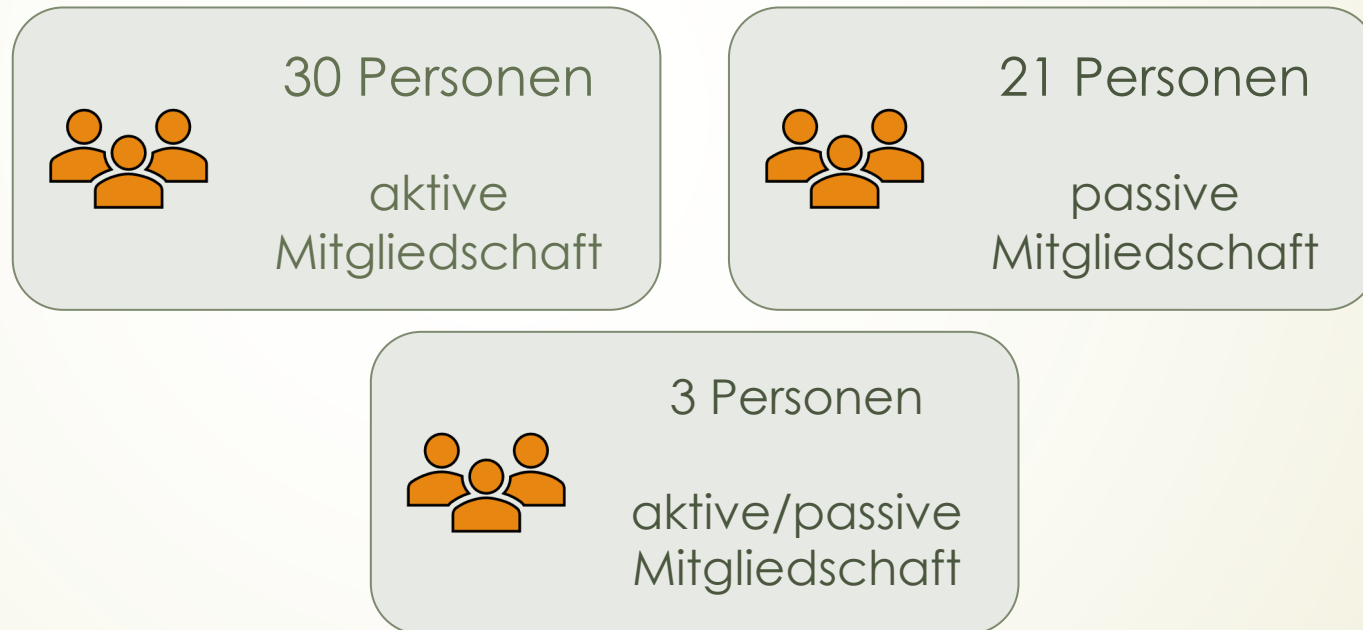 30 Personen
aktive
Mitgliedschaft
21 Personen
passive
Mitgliedschaft
3 Personen
aktive/passive
Mitgliedschaft